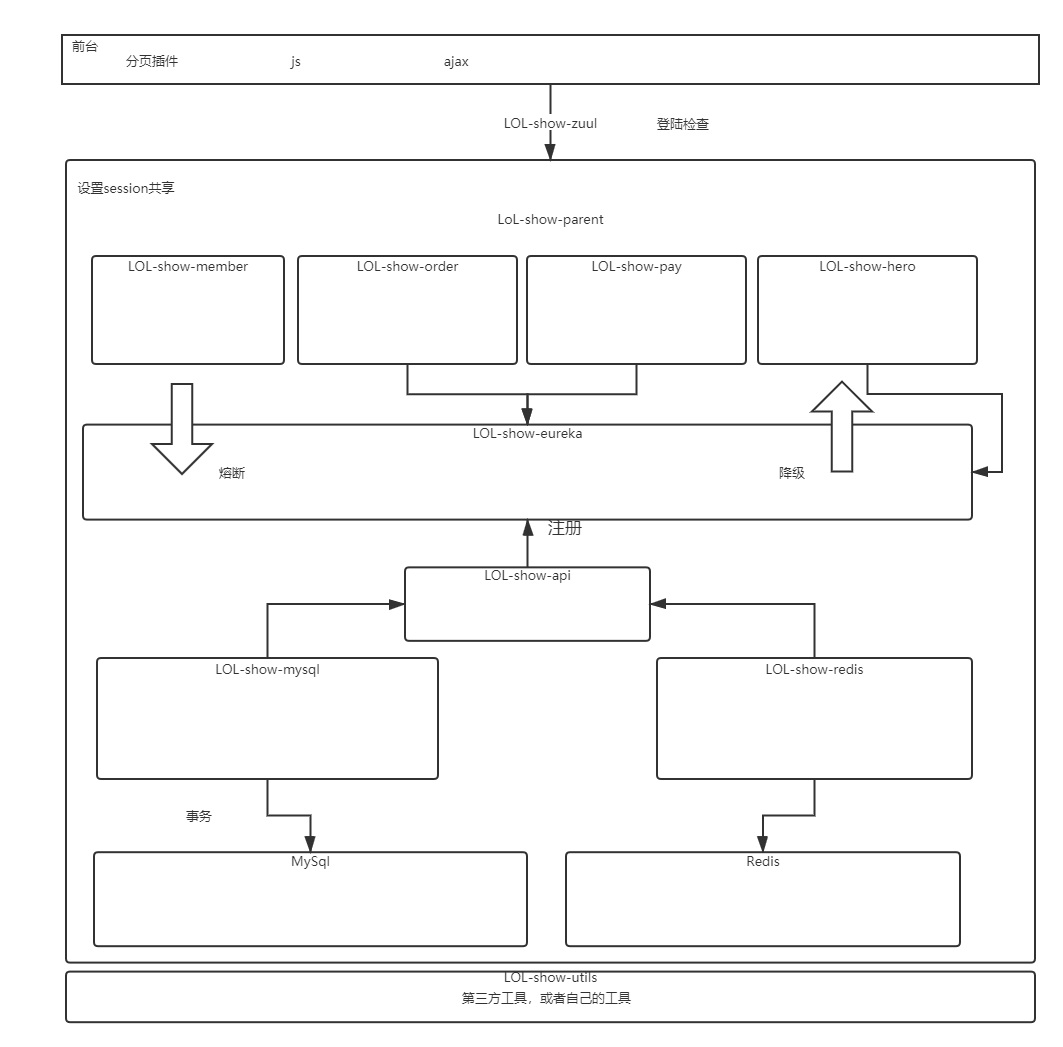 前台
分页插件 js ajax
LOL-show-zuul 登陆检查
设置session共享
LoL-show-parent
LOL-show-member LOL-show-order LOL-show-pay LOL-show-hero
LOL-show-eureka
熔断 降级
注册
LOL-show-api
LOL-show-mysql LOL-show-redis
事务
MySql Redis
LOL-show-utils
第三方工具，或者自己的工具